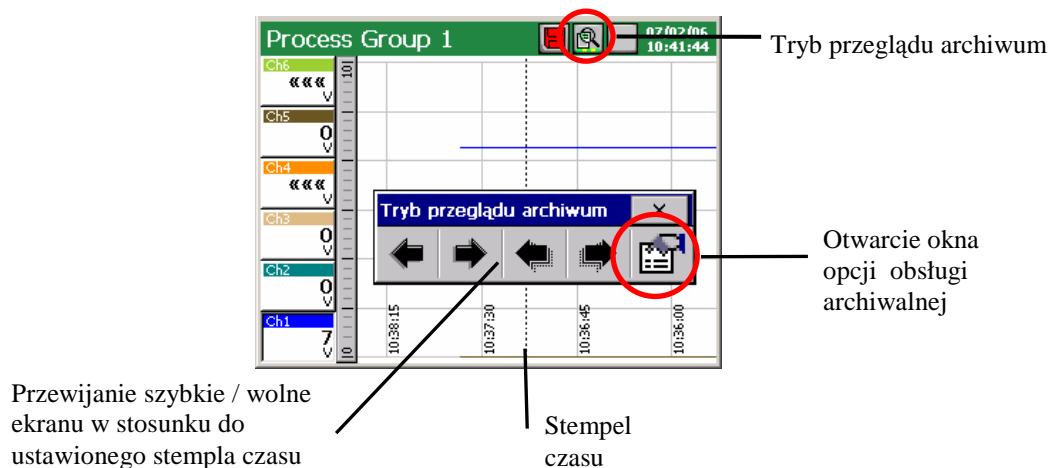 Process Group 1
07/02/06
10:41:44
Tryb przeglądu archiwum
Ch6
«««
V
10
Ch5
0
V
Ch4
«««
V
Tryb przeglądu archiwum
×
Ch3
0
V
Otwarcie okna
opcji obsługi
archiwalnej
Ch2
0
V
Ch1
7
V
0
10:38:15
10:37:30
10:36:45
10:36:00
Przewijanie szybkie / wolne
ekranu w stosunku do
ustawionego stempla czasu
Stempel
czasu